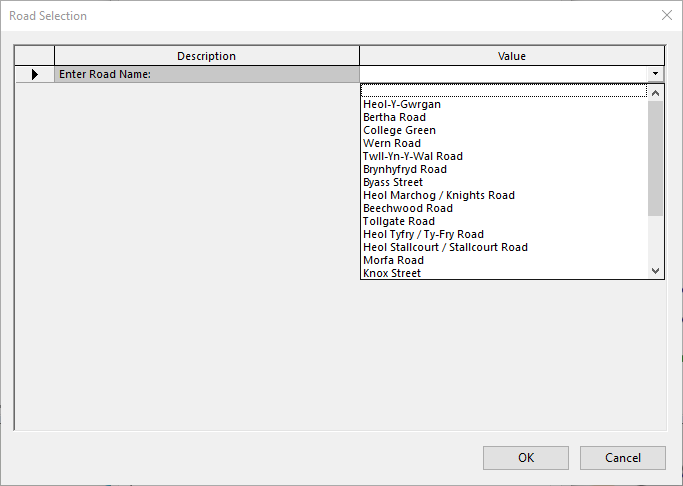 Road Selection
Description Value
Enter Road Name:
Heol-Y-Gwrgan
Bertha Road
College Green
Wern Road
Twll-Yn-Y-Wal Road
Brynhyfryd Road
Byass Street
Heol Marchog / Knights Road
Beechwood Road
Tollgate Road
Heol Tyfry / Ty-Fry Road
Heol Stallcourt / Stallcourt Road
Morfa Road
Knox Street
OK Cancel